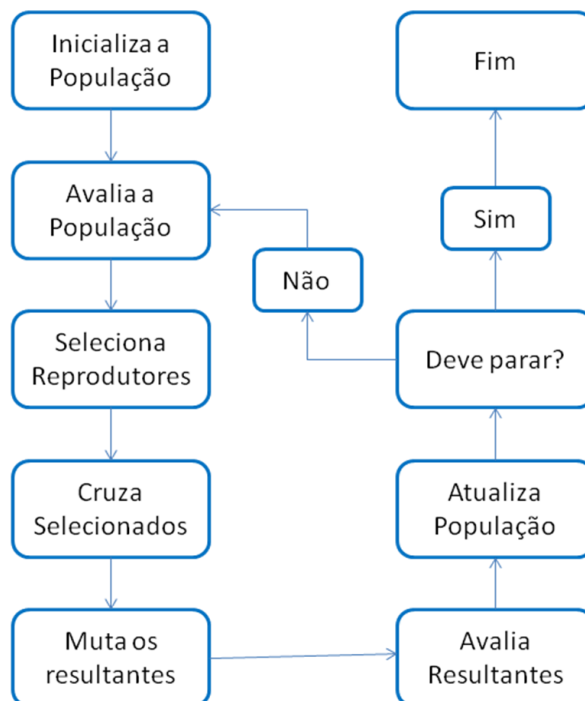 Inicializa a
População
Avalia a
População
Seleciona
Reprodutores
Cruza
Selecionados
Muta os
resultantes
Avalia
Resultantes
Atualiza
População
Deve parar?
Não
Sim
Fim